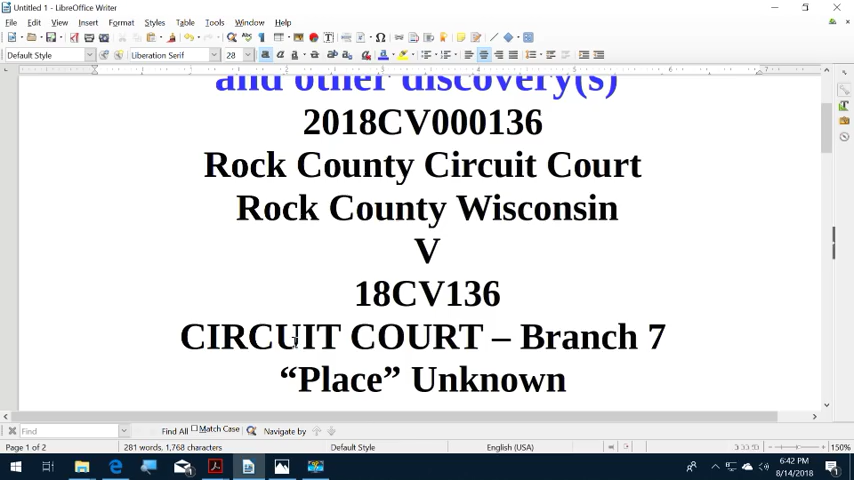 Untitled 1 - LibreOffice Writer
File Edit View Insert Format Styles Table Tools Window Help
Default Style Liberation Serif 28
and other discovery(s)
2018CV000136
Rock County Circuit Court
Rock County Wisconsin
V
18CV136
CIRCUIT COURT – Branch 7
“Place” Unknown
Find Find All Match Case Navigate by
Page 1 of 2 281 words, 1,768 characters Default Style English (USA) 150%
6:42 PM
8/14/2018